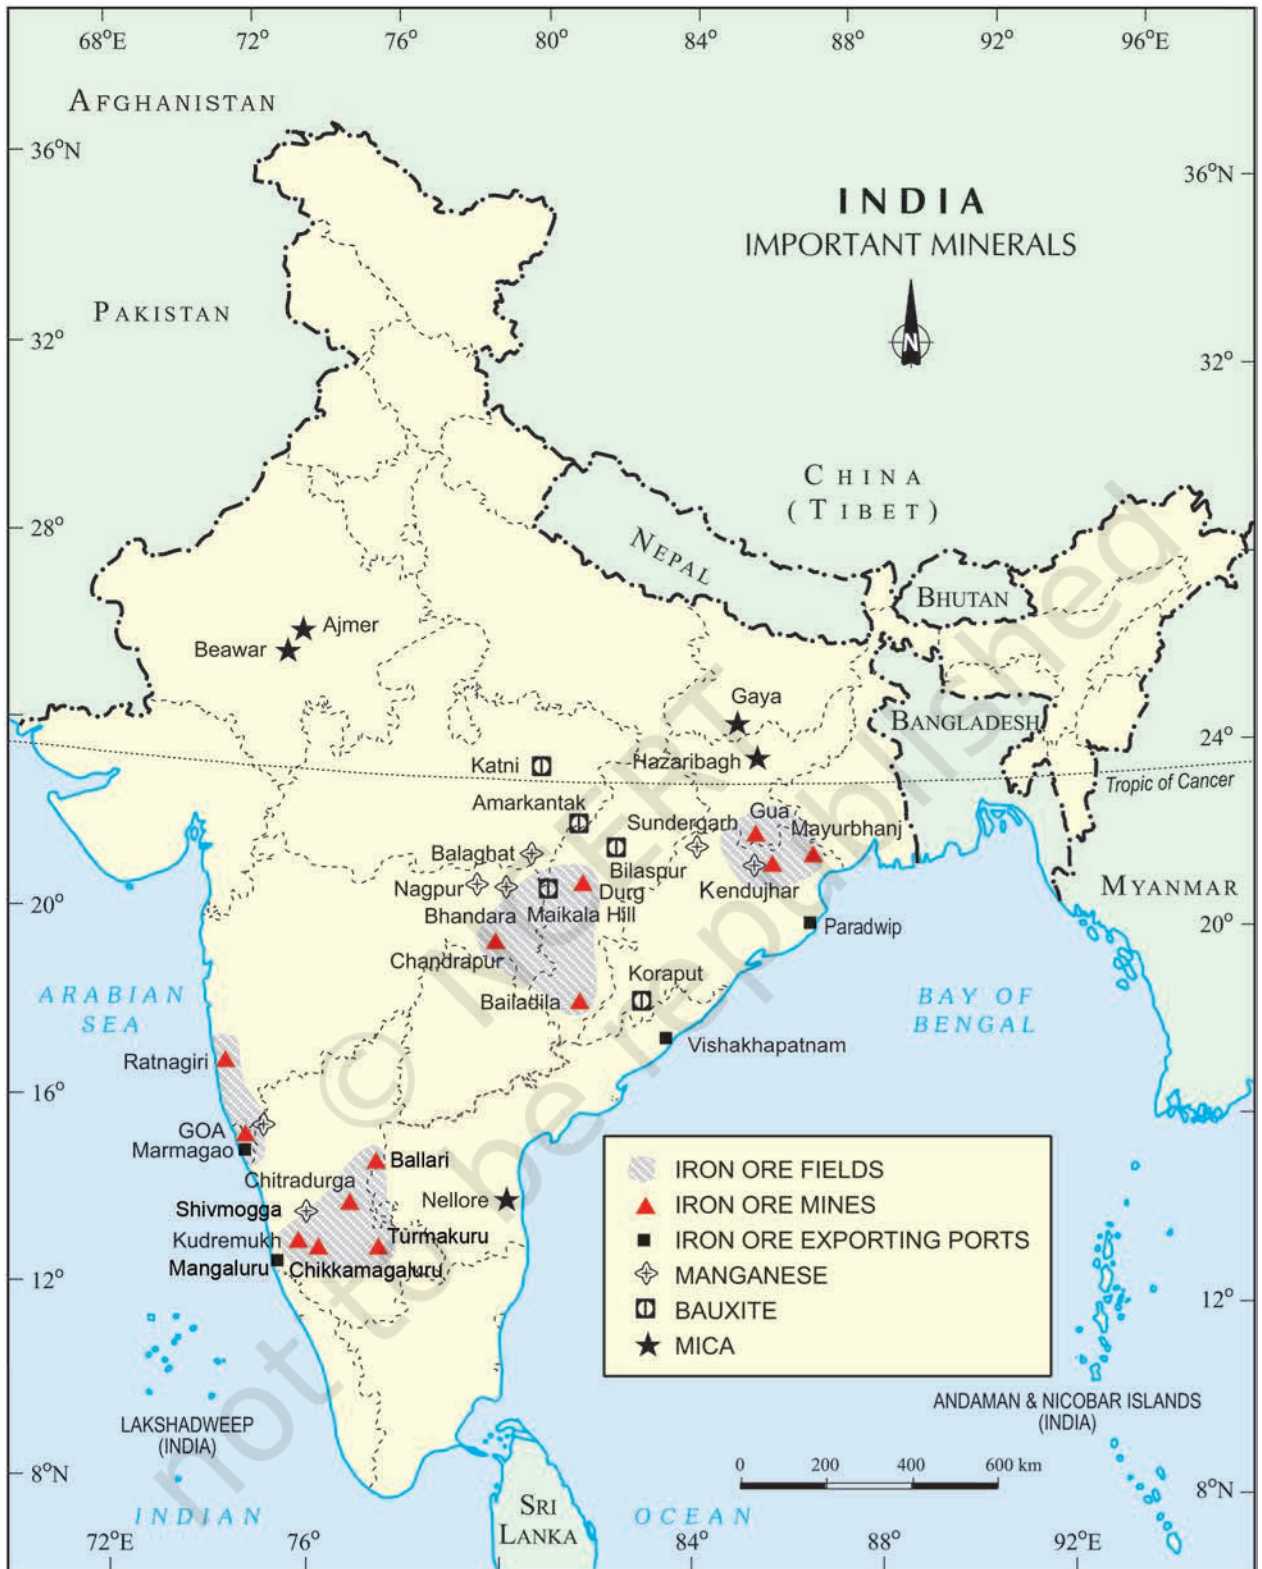 68°E 72° 76° 80° 84° 88° 92° 96°E
AFGHANISTAN
36°N
36°N
INDIA
IMPORTANT MINERALS
N
PAKISTAN
32°
32°
CHINA
(TIBET)
28°
NEPAL
BHUTAN
Ajmer
Beawar
Gaya
BANGLADESH
24°
Katni
Hazaribagh
Tropic of Cancer
Amarkantak
Sundergarh
Gua
Mayurbhanj
Balaghat
Bilaspur
Nagpur
Durg
Kendujhar
MYANMAR
20°
Bhandara
Maikala Hill
20°
Paradwip
Chandrapur
Koraput
ARABIAN
SEA
Bailadila
BAY OF
BENGAL
Vishakhapatnam
Ratnagiri
16°
GOA
Marmagao
Ballari
Chitradurga
Shivmogga
Nellore
Kudremukh
Turmakuru
Mangaluru
Chikkamagaluru
12°
12°
IRON ORE FIELDS
IRON ORE MINES
IRON ORE EXPORTING PORTS
MANGANESE
BAUXITE
MICA
LAKSHADWEEP
(INDIA)
ANDAMAN & NICOBAR ISLANDS
(INDIA)
0 200 400 600 km
8°N
8°N
INDIAN
OCEAN
SRI
LANKA
72°E 76° 84° 88° 92°E
© NCERT
not to be republished